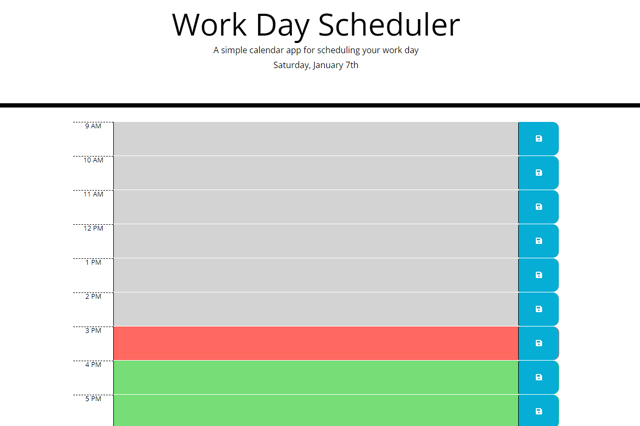 Work Day Scheduler
A simple calendar app for scheduling your work day
Saturday, January 7th
9 AM
10 AM
11 AM
12 PM
1 PM
2 PM
3 PM
4 PM
5 PM